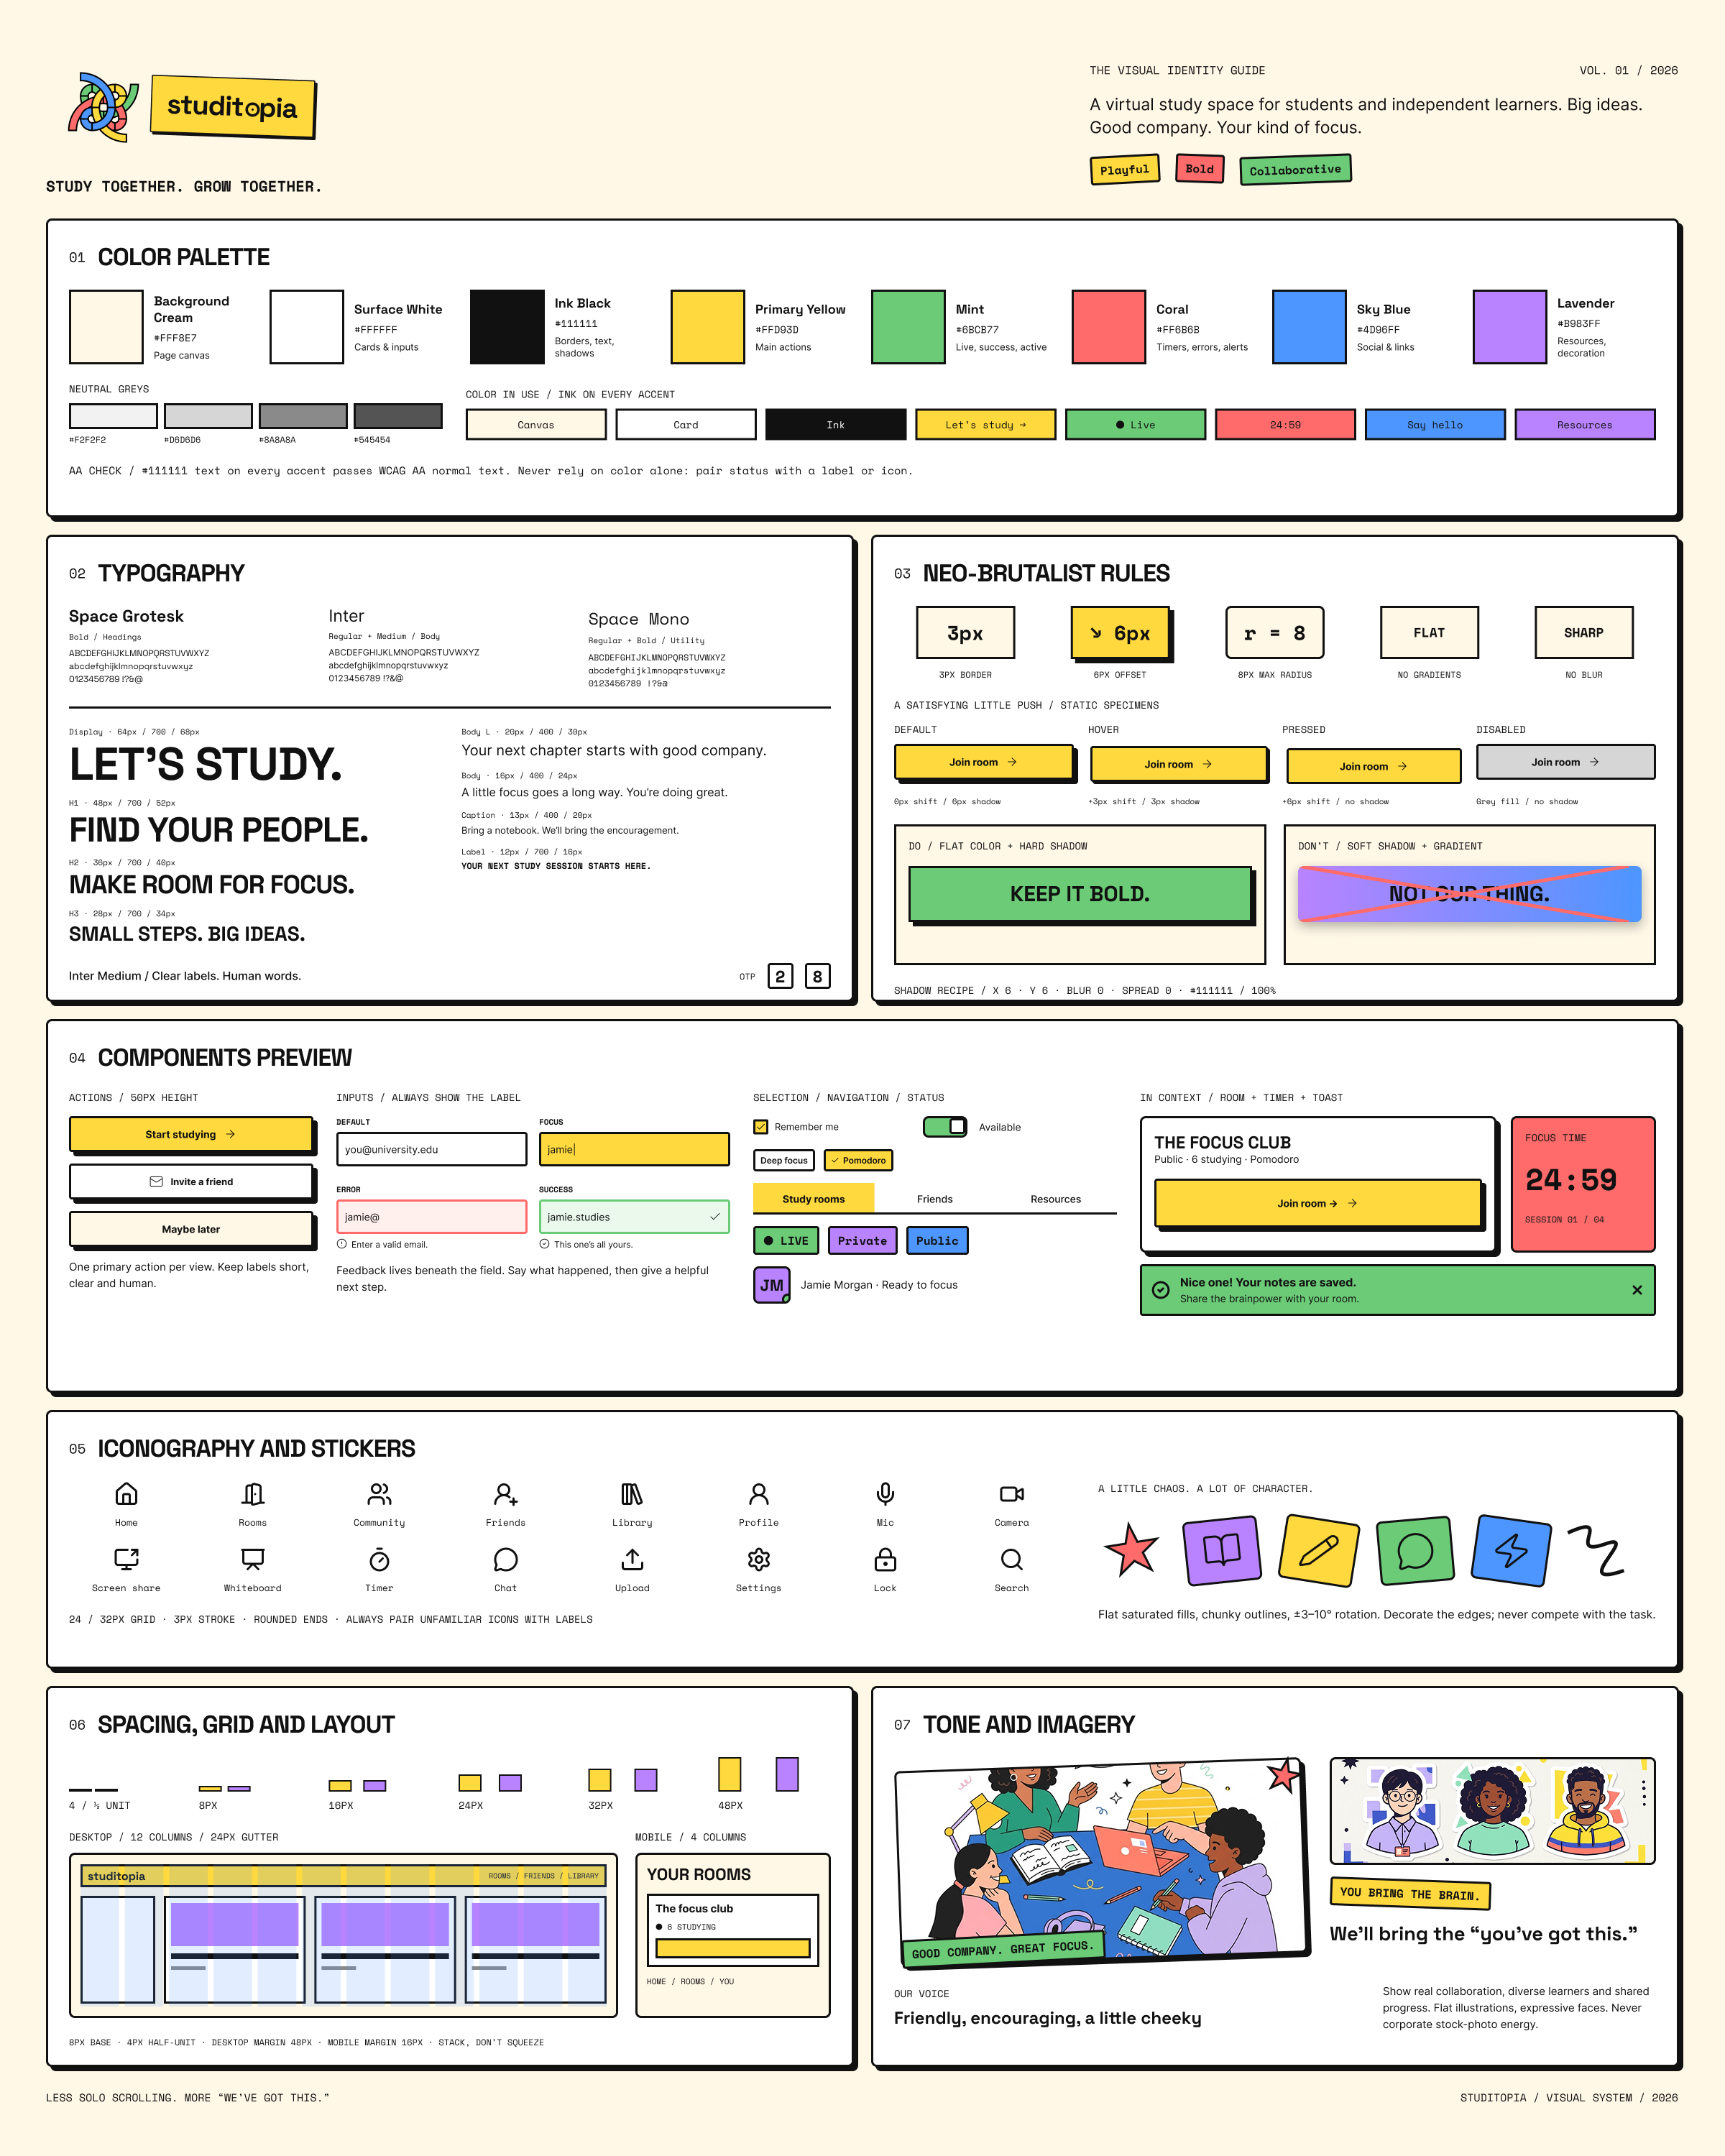 studitopia
STUDY TOGETHER. GROW TOGETHER.
THE VISUAL IDENTITY GUIDE
VOL. 01 / 2026
A virtual study space for students and independent learners. Big ideas.
Good company. Your kind of focus.
Playful
Bold
Collaborative
01 COLOR PALETTE
Background
Cream
#FFF8E7
Page canvas
Surface White
#FFFFFF
Cards & inputs
Ink Black
#111111
Borders, text,
shadows
Primary Yellow
#FFD93D
Main actions
Mint
#6BCB77
Live, success, active
Coral
#FF6B6B
Timers, errors, alerts
Sky Blue
#4D96FF
Social & links
Lavender
#B983FF
Resources,
decoration
NEUTRAL GREYS
#F2F2F2
#D6D6D6
#8A8A8A
#545454
COLOR IN USE / INK ON EVERY ACCENT
Canvas
Card
Ink
Let's study →
● Live
24:59
Say hello
Resources
AA CHECK / #111111 text on every accent passes WCAG AA normal text. Never rely on color alone: pair status with a label or icon.
02 TYPOGRAPHY
Space Grotesk
Bold / Headings
ABCDEFGHIJKLMNOPQRSTUVWXYZ
abcdefghijklmnopqrstuvwxyz
0123456789 !?&@
Inter
Regular + Medium / Body
ABCDEFGHIJKLMNOPQRSTUVWXYZ
abcdefghijklmnopqrstuvwxyz
0123456789 !?&@
Space Mono
Regular + Bold / Utility
ABCDEFGHIJKLMNOPQRSTUVWXYZ
abcdefghijklmnopqrstuvwxyz
0123456789 !?&@
Display · 64px / 700 / 68px
LET'S STUDY.
H1 · 48px / 700 / 52px
FIND YOUR PEOPLE.
H2 · 36px / 700 / 40px
MAKE ROOM FOR FOCUS.
H3 · 28px / 700 / 34px
SMALL STEPS. BIG IDEAS.
Body L · 20px / 400 / 30px
Your next chapter starts with good company.
Body · 16px / 400 / 24px
A little focus goes a long way. You're doing great.
Caption · 13px / 400 / 20px
Bring a notebook. We'll bring the encouragement.
Label · 12px / 700 / 16px
YOUR NEXT STUDY SESSION STARTS HERE.
Inter Medium / Clear labels. Human words.
OTP 2 8
03 NEO-BRUTALIST RULES
3px
3PX BORDER
↘ 6px
6PX OFFSET
r = 8
8PX MAX RADIUS
FLAT
NO GRADIENTS
SHARP
NO BLUR
A SATISFYING LITTLE PUSH / STATIC SPECIMENS
DEFAULT
Join room →
0px shift / 6px shadow
HOVER
Join room →
+3px shift / 3px shadow
PRESSED
Join room →
+6px shift / no shadow
DISABLED
Join room →
Grey fill / no shadow
DO / FLAT COLOR + HARD SHADOW
KEEP IT BOLD.
DON'T / SOFT SHADOW + GRADIENT
NOT OUR THING.
SHADOW RECIPE / X 6 · Y 6 · BLUR 0 · SPREAD 0 · #111111 / 100%
04 COMPONENTS PREVIEW
ACTIONS / 50PX HEIGHT
Start studying →
Invite a friend
Maybe later
One primary action per view. Keep labels short,
clear and human.
INPUTS / ALWAYS SHOW THE LABEL
DEFAULT
you@university.edu
FOCUS
jamie|
ERROR
jamie@
Enter a valid email.
SUCCESS
jamie.studies
This one's all yours.
Feedback lives beneath the field. Say what happened, then give a helpful
next step.
SELECTION / NAVIGATION / STATUS
Remember me
Available
Deep focus
✓ Pomodoro
Study rooms
Friends
Resources
● LIVE
Private
Public
JM
Jamie Morgan · Ready to focus
IN CONTEXT / ROOM + TIMER + TOAST
THE FOCUS CLUB
Public · 6 studying · Pomodoro
Join room → →
FOCUS TIME
24:59
SESSION 01 / 04
Nice one! Your notes are saved.
Share the brainpower with your room.
05 ICONOGRAPHY AND STICKERS
Home
Rooms
Community
Friends
Library
Profile
Mic
Camera
Screen share
Whiteboard
Timer
Chat
Upload
Settings
Lock
Search
24 / 32PX GRID · 3PX STROKE · ROUNDED ENDS · ALWAYS PAIR UNFAMILIAR ICONS WITH LABELS
A LITTLE CHAOS. A LOT OF CHARACTER.
Flat saturated fills, chunky outlines, ±3–10° rotation. Decorate the edges; never compete with the task.
06 SPACING, GRID AND LAYOUT
4 / ½ UNIT
8PX
16PX
24PX
32PX
48PX
DESKTOP / 12 COLUMNS / 24PX GUTTER
studitopia
ROOMS / FRIENDS / LIBRARY
MOBILE / 4 COLUMNS
YOUR ROOMS
The focus club
● 6 STUDYING
HOME / ROOMS / YOU
8PX BASE · 4PX HALF-UNIT · DESKTOP MARGIN 48PX · MOBILE MARGIN 16PX · STACK, DON'T SQUEEZE
07 TONE AND IMAGERY
GOOD COMPANY. GREAT FOCUS.
YOU BRING THE BRAIN.
We'll bring the “you've got this.”
OUR VOICE
Friendly, encouraging, a little cheeky
Show real collaboration, diverse learners and shared
progress. Flat illustrations, expressive faces. Never
corporate stock-photo energy.
LESS SOLO SCROLLING. MORE “WE'VE GOT THIS.”
STUDITOPIA / VISUAL SYSTEM / 2026